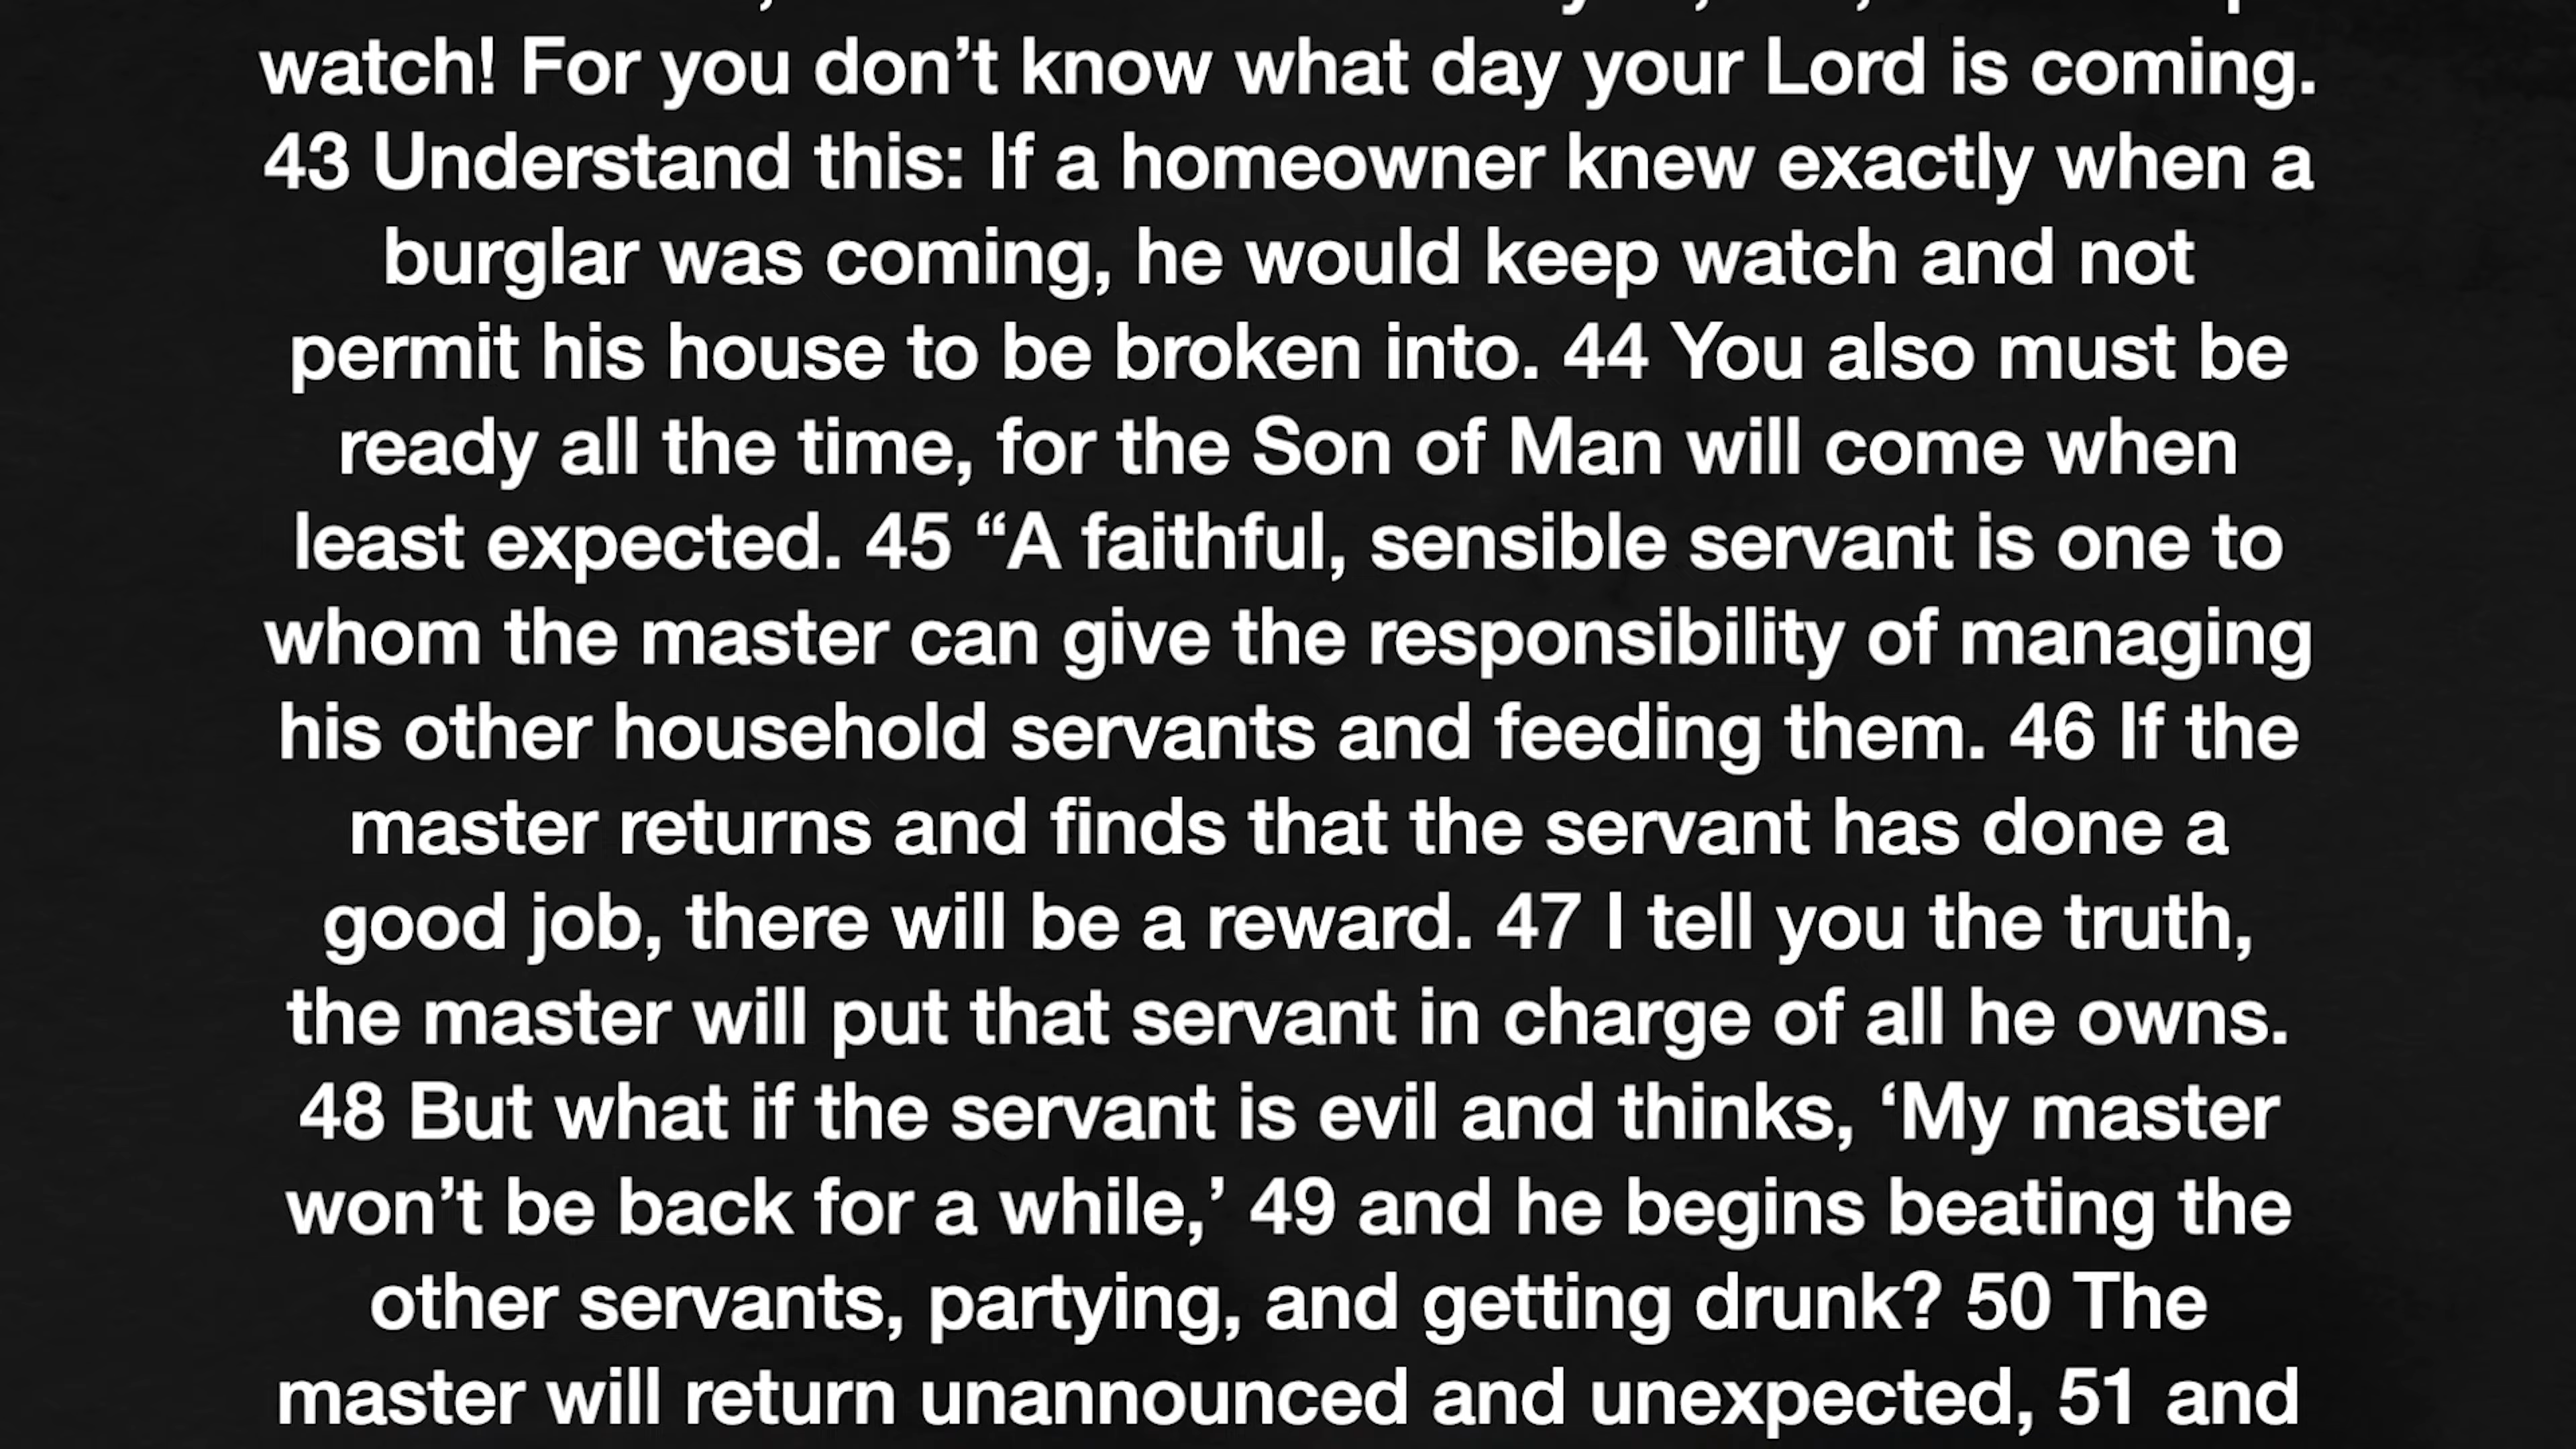 watch! For you don’t know what day your Lord is coming.
43 Understand this: If a homeowner knew exactly when a
burglar was coming, he would keep watch and not
permit his house to be broken into. 44 You also must be
ready all the time, for the Son of Man will come when
least expected. 45 “A faithful, sensible servant is one to
whom the master can give the responsibility of managing
his other household servants and feeding them. 46 If the
master returns and finds that the servant has done a
good job, there will be a reward. 47 I tell you the truth,
the master will put that servant in charge of all he owns.
48 But what if the servant is evil and thinks, ‘My master
won’t be back for a while,’ 49 and he begins beating the
other servants, partying, and getting drunk? 50 The
master will return unannounced and unexpected, 51 and